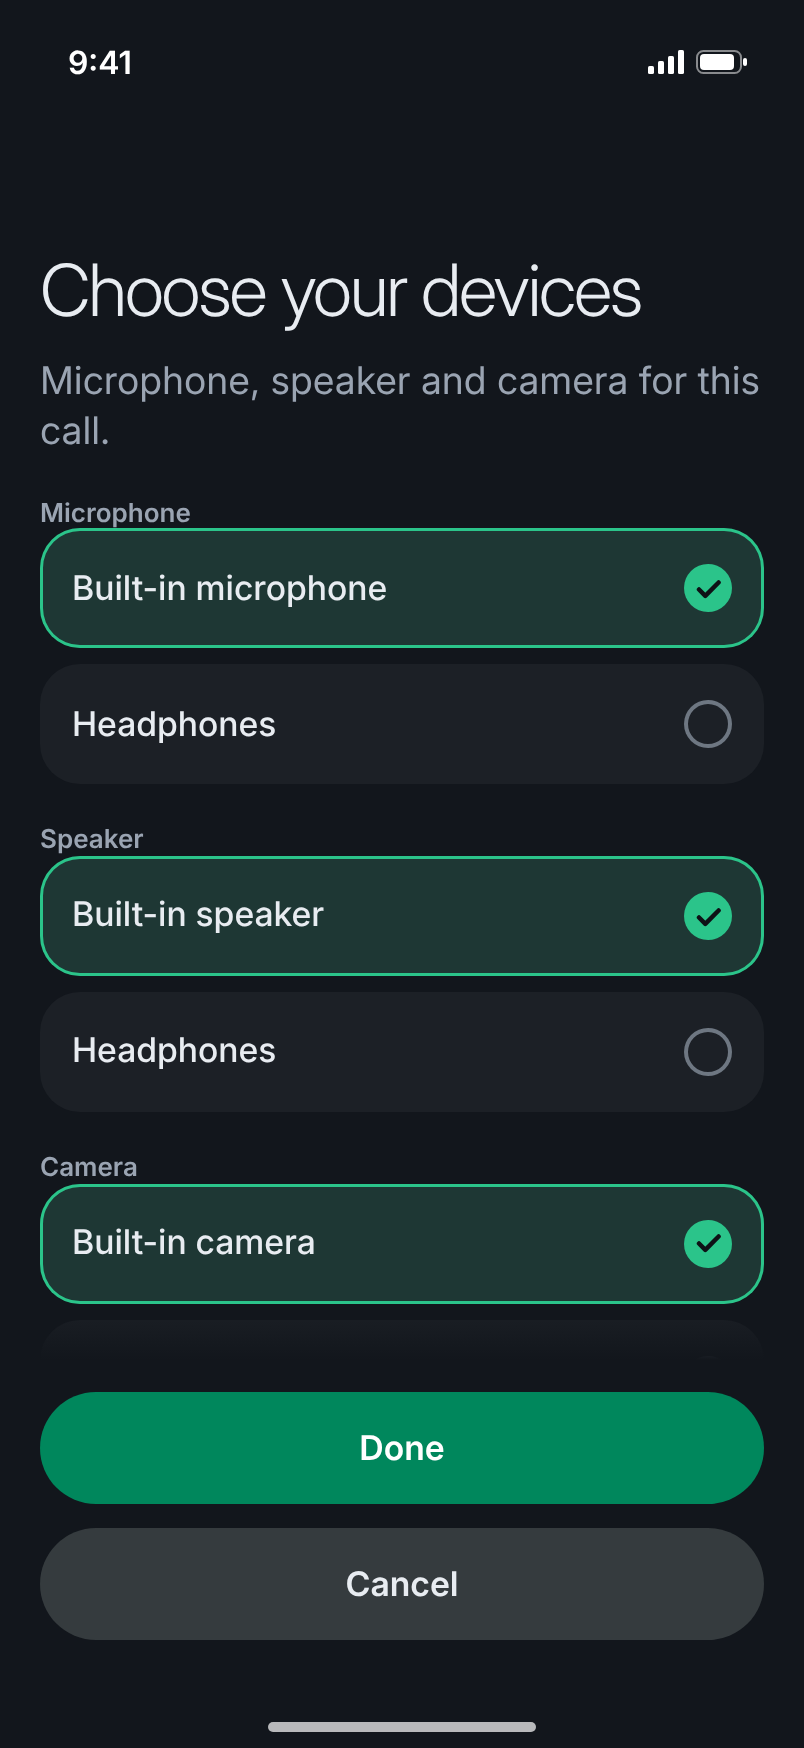 9:41
Choose your devices
Microphone, speaker and camera for this
call.
Microphone
Built-in microphone
Headphones
Speaker
Built-in speaker
Headphones
Camera
Built-in camera
Done
Cancel